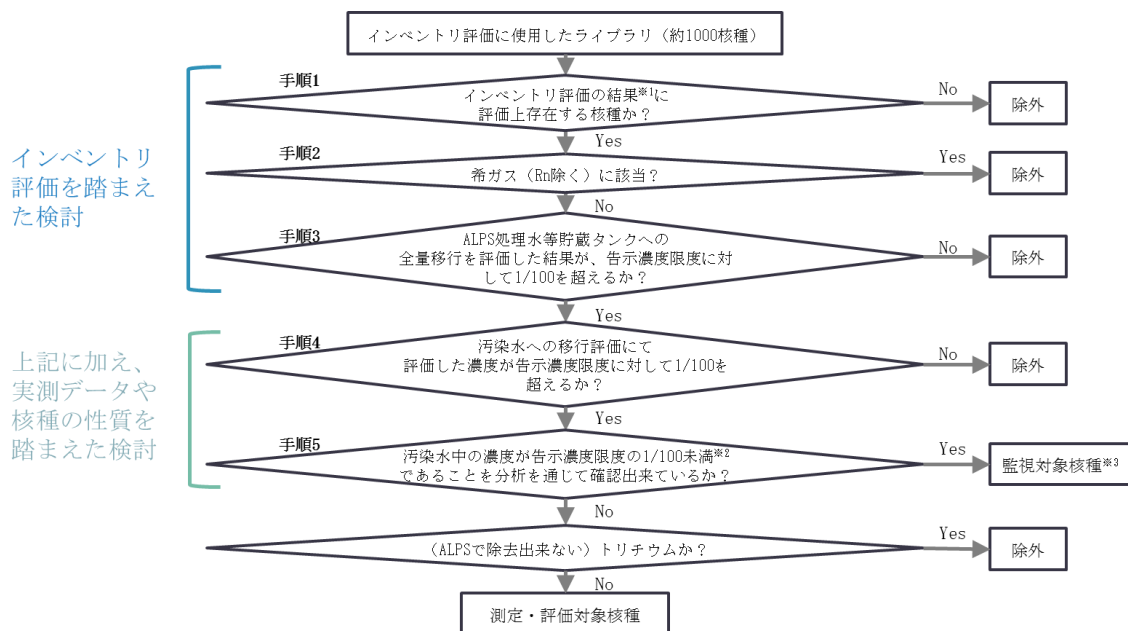 インベントリ評価に使用したライブラリ（約1000核種）
手順1
インベントリ評価の結果※1に
評価上存在する核種か？
No
除外
Yes
インベントリ
評価を踏まえ
た検討
手順2
希ガス（Rn除く）に該当？
Yes
除外
No
手順3
ALPS処理水等貯蔵タンクへの
全量移行を評価した結果が、告示濃度限度に対
して1/100を超えるか？
No
除外
Yes
上記に加え、
実測データや
核種の性質を
踏まえた検討
手順4
汚染水への移行評価にて
評価した濃度が告示濃度限度に対して1/100を
超えるか？
No
除外
Yes
手順5
汚染水中の濃度が告示濃度限度の1/100未満※2
であることを分析を通じて確認出来ているか？
Yes
監視対象核種※3
No
(ALPSで除去出来ない）トリチウムか？
Yes
除外
No
測定・評価対象核種